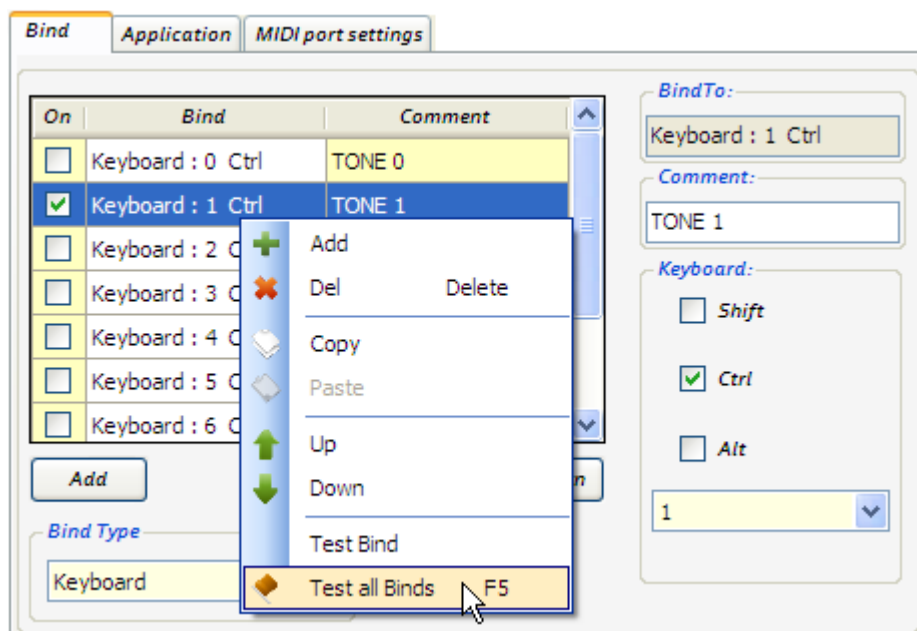 Bind Application MIDI port settings
On Bind Comment
Keyboard : 0 Ctrl TONE 0
Keyboard : 1 Ctrl TONE 1
Keyboard : 2 C
Keyboard : 3 C
Keyboard : 4 C
Keyboard : 5 C
Keyboard : 6 C
Add
n
Bind Type
Keyboard
Add
Del Delete
Copy
Paste
Up
Down
Test Bind
Test all Binds F5
BindTo:
Keyboard : 1 Ctrl
Comment:
TONE 1
Keyboard:
Shift
Ctrl
Alt
1